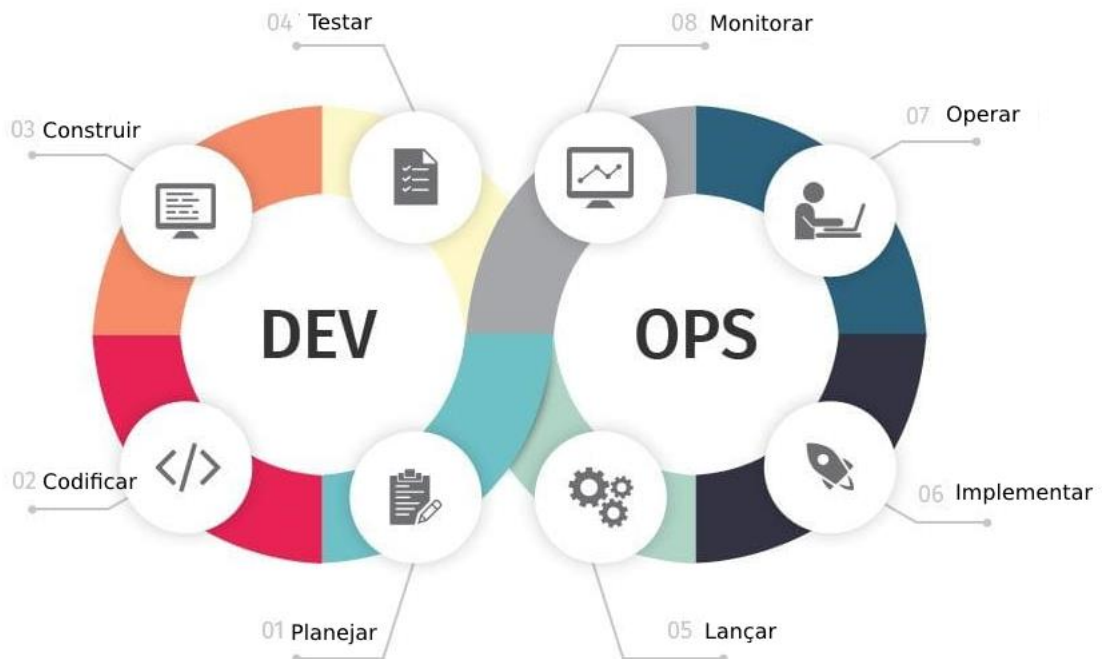 04 Testar
08 Monitorar
03 Construir
07 Operar
DEV
OPS
02 Codificar
06 Implementar
01 Planejar
05 Lançar